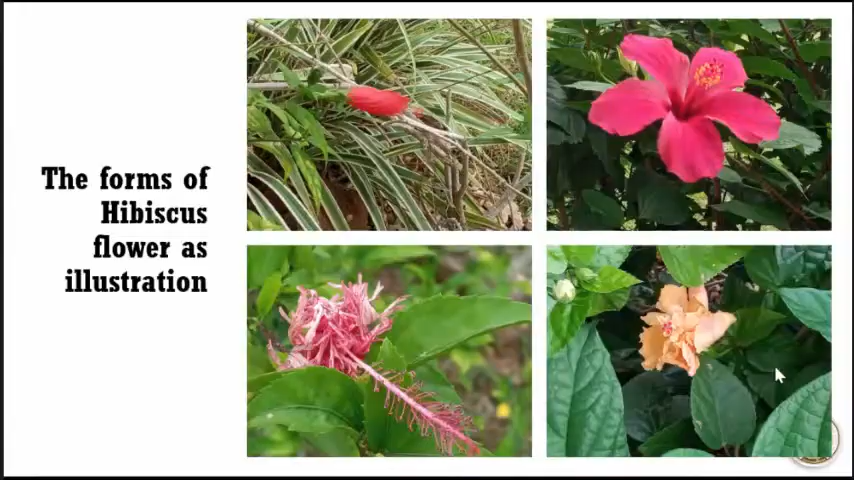 The forms of
Hibiscus
flower as
illustration